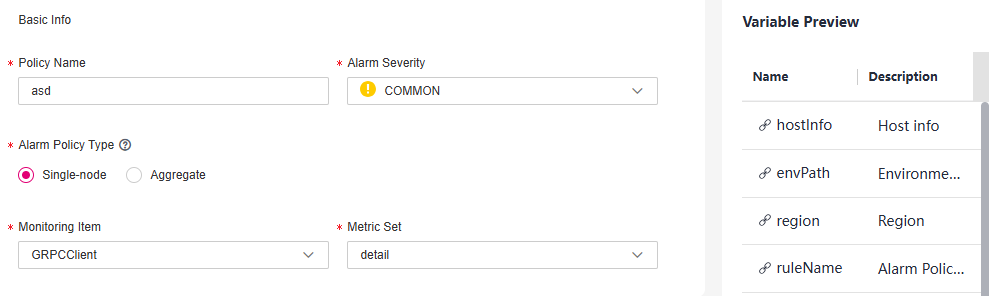 Basic Info
* Policy Name
asd
* Alarm Severity
COMMON
* Alarm Policy Type
Single-node
Aggregate
* Monitoring Item
GRPCClient
* Metric Set
detail
Variable Preview
Name Description
hostInfo Host info
envPath Environme...
region Region
ruleName Alarm Polic...